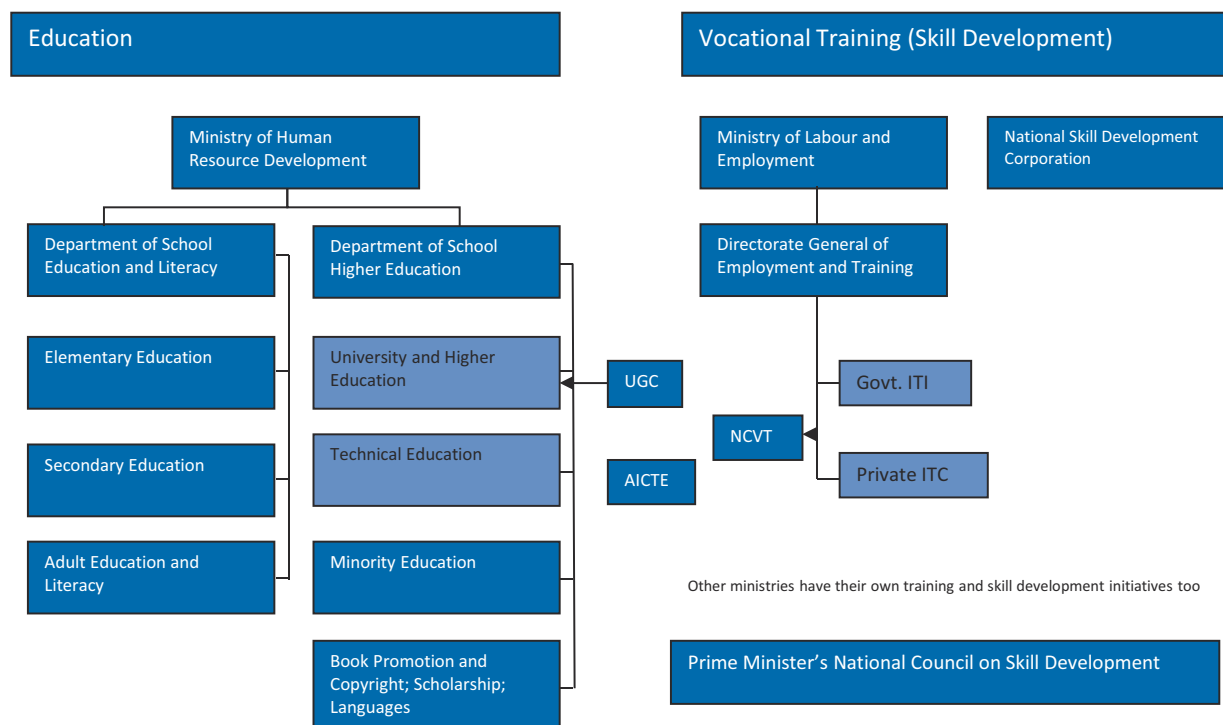 Education
Vocational Training (Skill Development)
Ministry of Human
Resource Development
Ministry of Labour and
Employment
National Skill Development
Corporation
Department of School
Education and Literacy
Department of School
Higher Education
Directorate General of
Employment and Training
Elementary Education
University and Higher
Education
UGC
Govt. ITI
NCVT
Secondary Education
Technical Education
AICTE
Private ITC
Adult Education and
Literacy
Minority Education
Other ministries have their own training and skill development initiatives too
Book Promotion and
Copyright; Scholarship;
Languages
Prime Minister’s National Council on Skill Development